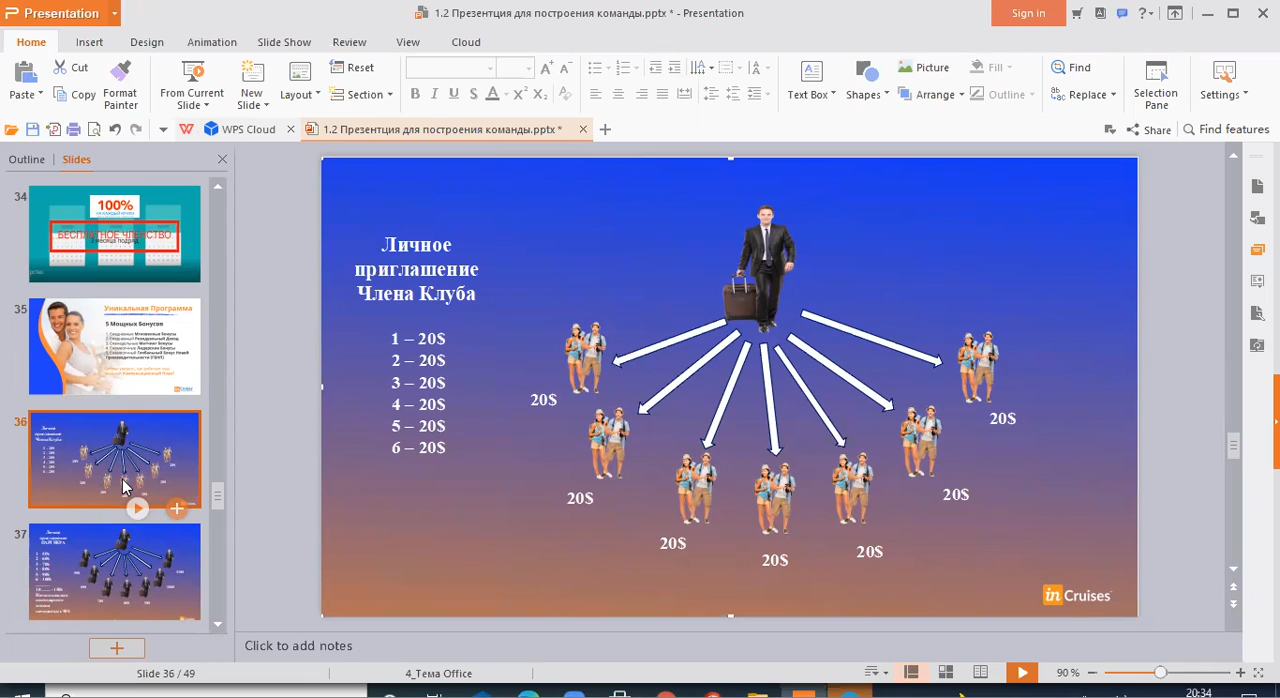 Presentation
1.2 Презентция для построения команды.pptx * - Presentation
Sign in
Home Insert Design Animation Slide Show Review View Cloud
Paste
Cut
Copy
Format
Painter
From Current
Slide
New
Slide
Layout
Reset
Section
B I U S A X² X₂
Text Box
Shapes
Picture
Arrange
Fill
Outline
Find
Replace
Selection
Pane
Settings
WPS Cloud
1.2 Презентция для построения команды.pptx *
Share
Find features
Outline Slides
34
100%
БЕСПЛАТНОЕ ЧЛЕНСТВО
35
Уникальная Программа
5 Мощных Бонусов
36
37
Личное
приглашение
Члена Клуба
1 – 20$
2 – 20$
3 – 20$
4 – 20$
5 – 20$
6 – 20$
20$
20$
20$
20$
20$
20$
20$
in Cruises
Click to add notes
Slide 36 / 49
4_Тема Office
90 %
20:34